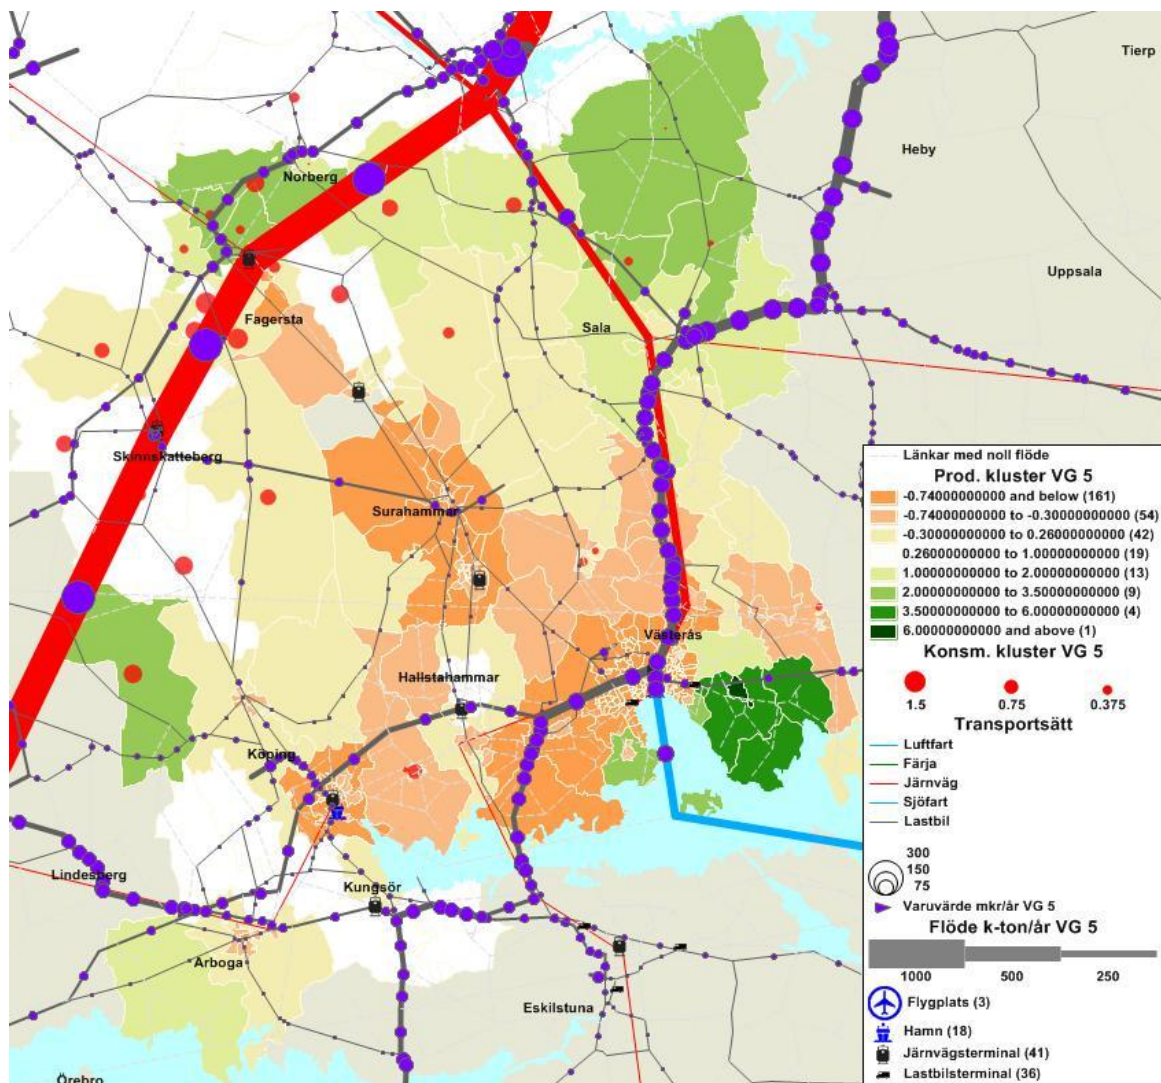 Tierp
Heby
Norberg
Uppsala
Fagersta
Sala
Skinnskatteberg
Surahammar
Västerås
Hallstahammar
Köping
Lindesberg
Kungsör
Arboga
Eskilstuna
Örebro
Länkar med noll flöde
Prod. kluster VG 5
-0.74000000000 and below (161)
-0.74000000000 to -0.30000000000 (54)
-0.30000000000 to 0.26000000000 (42)
0.26000000000 to 1.00000000000 (19)
1.00000000000 to 2.00000000000 (13)
2.00000000000 to 3.50000000000 (9)
3.50000000000 to 6.00000000000 (4)
6.00000000000 and above (1)
Konsm. kluster VG 5
1.5 0.75 0.375
Transportsätt
Luftfart
Färja
Järnväg
Sjöfart
Lastbil
300
150
75
Varuvärde mkr/år VG 5
Flöde k-ton/år VG 5
1000 500 250
Flygplats (3)
Hamn (18)
Järnvägsterminal (41)
Lastbilsterminal (36)